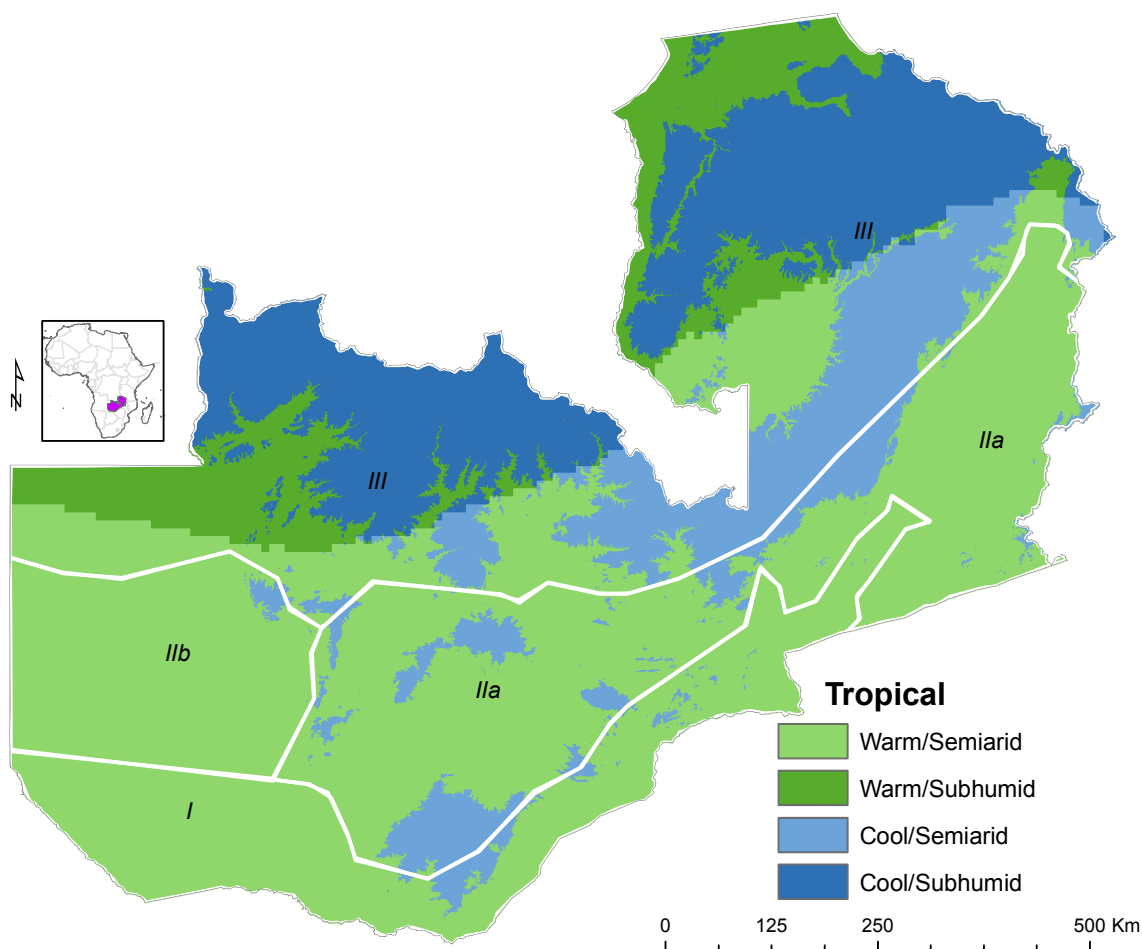 III
IIa
N
III
IIb
IIa
I
Tropical
Warm/Semiarid
Warm/Subhumid
Cool/Semiarid
Cool/Subhumid
0 125 250 500 Km